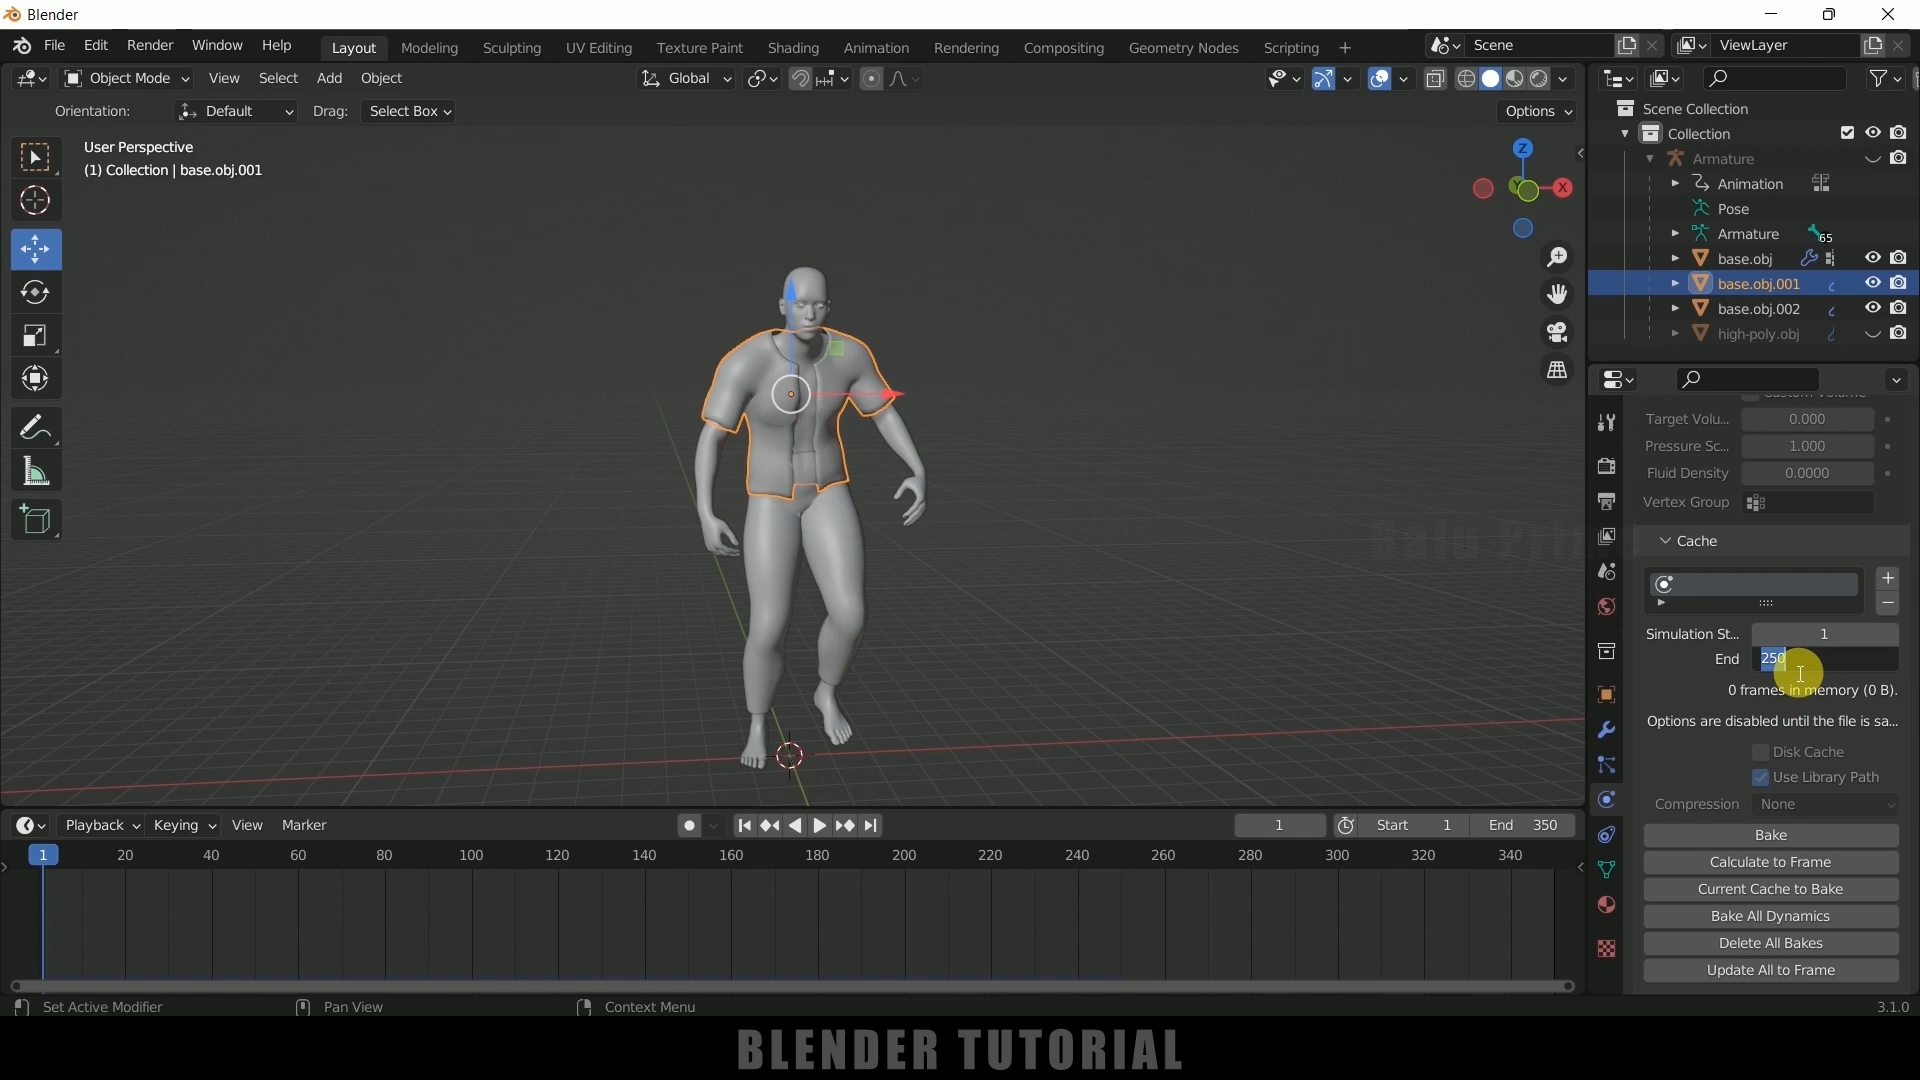 Blender
File Edit Render Window Help Layout Modeling Sculpting UV Editing Texture Paint Shading Animation Rendering Compositing Geometry Nodes Scripting + Scene ViewLayer
Object Mode View Select Add Object Global
Orientation: Default Drag: Select Box Options
User Perspective
(1) Collection | base.obj.001
Z
Y
X
Scene Collection
Collection
Armature
Animation
Pose
Armature 65
base.obj
base.obj.001
base.obj.002
high-poly.obj
Target Volu... 0.000
Pressure Sc... 1.000
Fluid Density 0.0000
Vertex Group
Cache
Simulation St... 1
End 250
0 frames in memory (0 B).
Options are disabled until the file is sa...
Disk Cache
Use Library Path
Compression None
Bake
Calculate to Frame
Current Cache to Bake
Bake All Dynamics
Delete All Bakes
Update All to Frame
Playback Keying View Marker 1 Start 1 End 350
1 20 40 60 80 100 120 140 160 180 200 220 240 260 280 300 320 340
Set Active Modifier Pan View Context Menu 3.1.0
BLENDER TUTORIAL